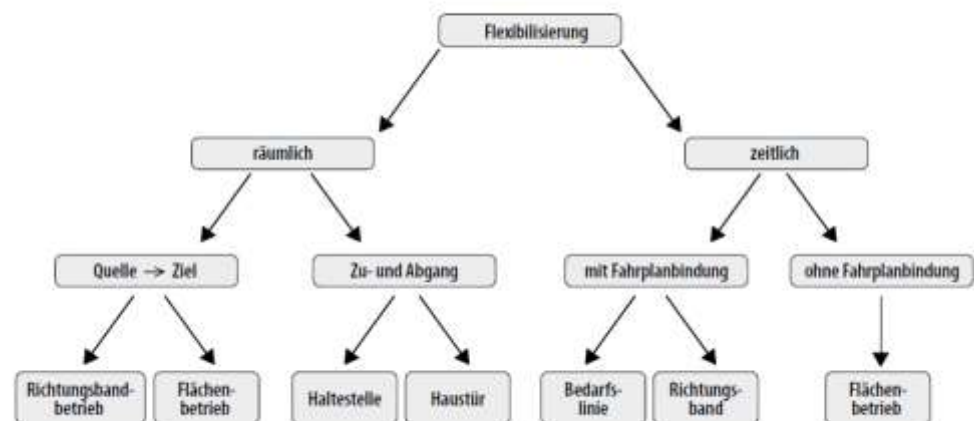 Flexibilisierung
räumlich
zeitlich
Quelle → Ziel
Zu- und Abgang
mit Fahrplanbindung
ohne Fahrplanbindung
Richtungsband-
betrieb
Flächen-
betrieb
Haltestelle
Haustür
Bedarfs-
linie
Richtungs-
band
Flächen-
betrieb